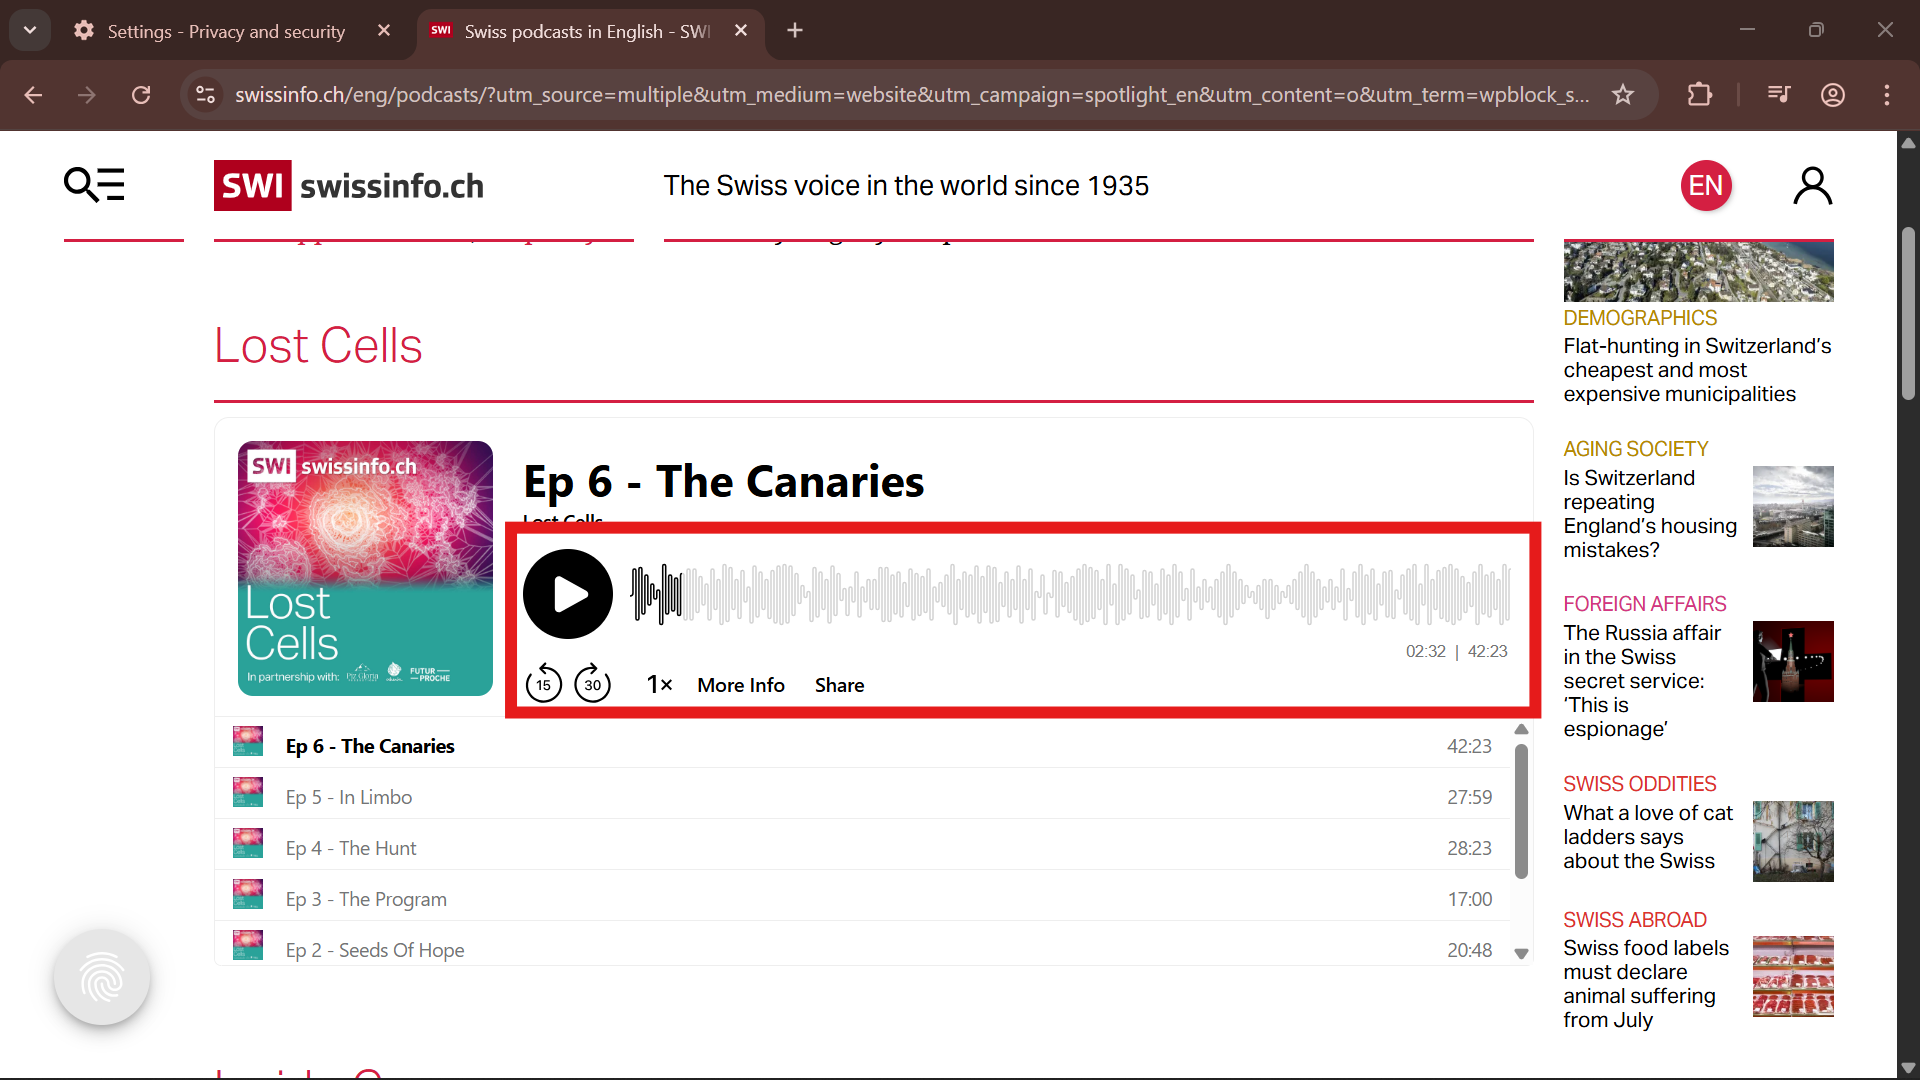 Settings - Privacy and security
SWI Swiss podcasts in English - SWI
swissinfo.ch/eng/podcasts/?utm_source=multiple&utm_medium=website&utm_campaign=spotlight_en&utm_content=o&utm_term=wpblock_s...
SWI swissinfo.ch
The Swiss voice in the world since 1935
EN
Lost Cells
SWI swissinfo.ch
Lost
Cells
In partnership with:
FUTUR
PROCHE
Ep 6 - The Canaries
Lost Cells
02:32 | 42:23
15 30 1× More Info Share
Ep 6 - The Canaries 42:23
Ep 5 - In Limbo 27:59
Ep 4 - The Hunt 28:23
Ep 3 - The Program 17:00
Ep 2 - Seeds Of Hope 20:48
DEMOGRAPHICS
Flat-hunting in Switzerland’s
cheapest and most
expensive municipalities
AGING SOCIETY
Is Switzerland
repeating
England’s housing
mistakes?
FOREIGN AFFAIRS
The Russia affair
in the Swiss
secret service:
‘This is
espionage’
SWISS ODDITIES
What a love of cat
ladders says
about the Swiss
SWISS ABROAD
Swiss food labels
must declare
animal suffering
from July